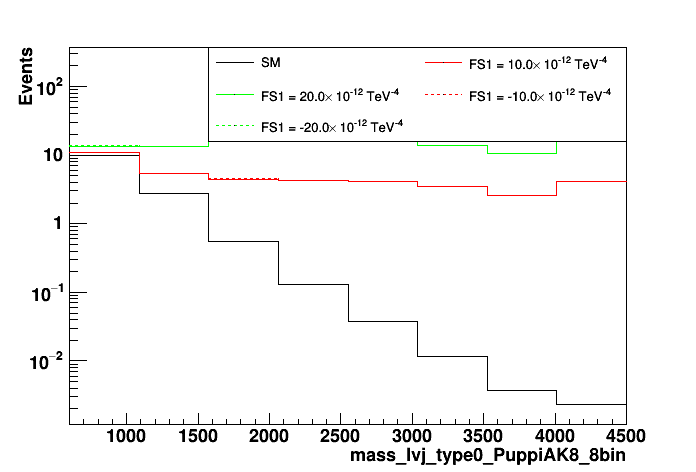 Events
SM
FS1 = 10.0× 10⁻¹² TeV⁻⁴
FS1 = 20.0× 10⁻¹² TeV⁻⁴
FS1 = -10.0× 10⁻¹² TeV⁻⁴
FS1 = -20.0× 10⁻¹² TeV⁻⁴
10²
10
1
10⁻¹
10⁻²
1000 1500 2000 2500 3000 3500 4000 4500
mass_lvj_type0_PuppiAK8_8bin